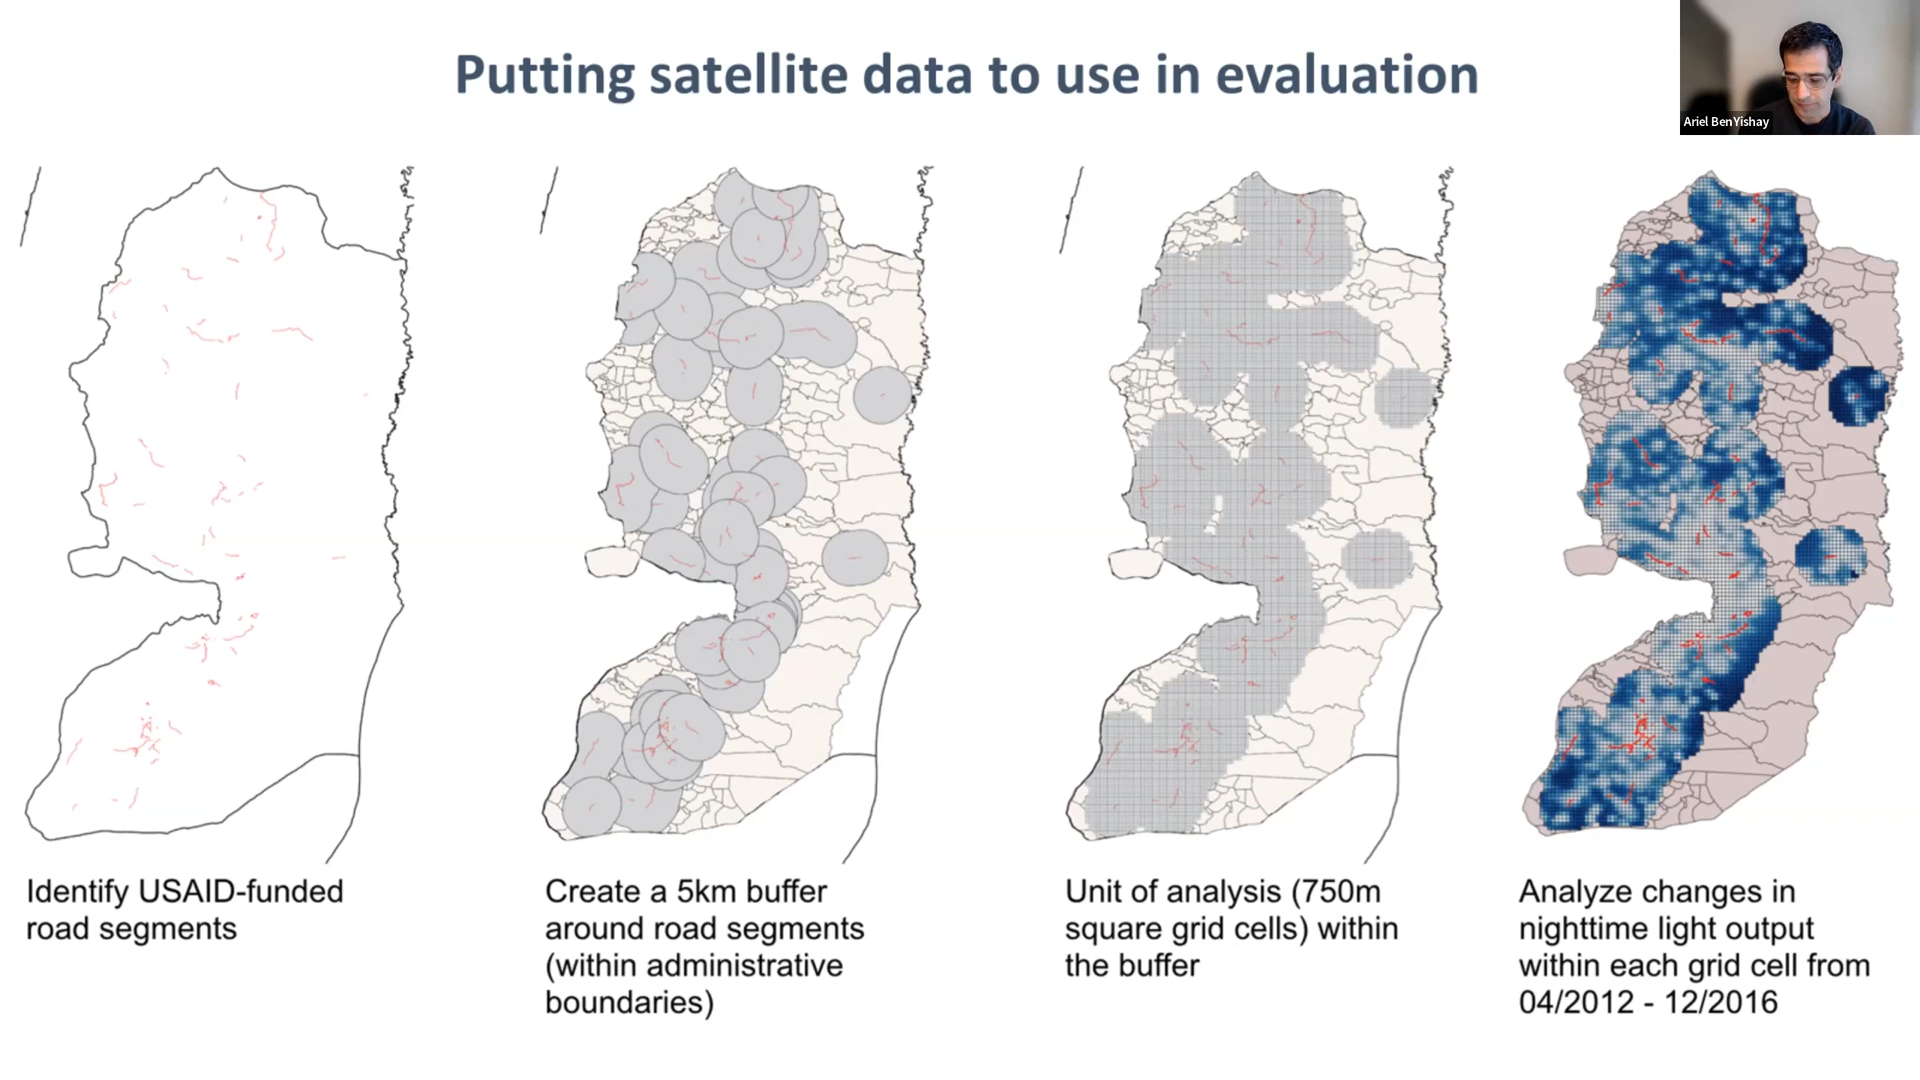 Putting satellite data to use in evaluation
Ariel BenYishay
Identify USAID-funded
road segments
Create a 5km buffer
around road segments
(within administrative
boundaries)
Unit of analysis (750m
square grid cells) within
the buffer
Analyze changes in
nighttime light output
within each grid cell from
04/2012 - 12/2016